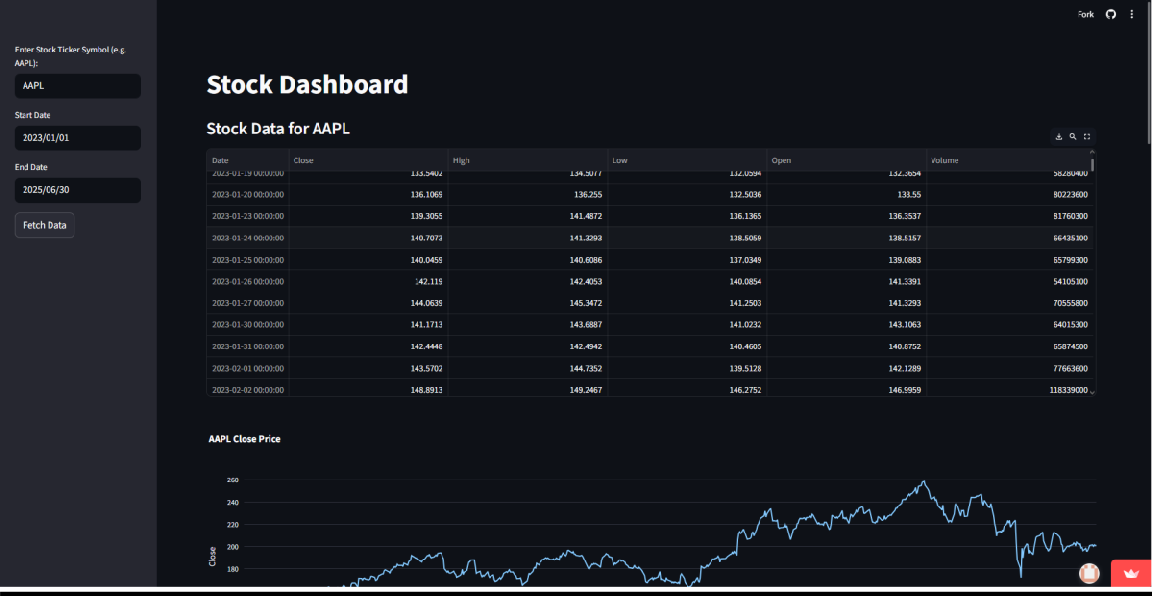 Fork
Enter Stock Ticker Symbol (e.g.
AAPL):
AAPL
Start Date
2023/01/01
End Date
2025/06/30
Fetch Data
Stock Dashboard
Stock Data for AAPL
Date Close High Low Open Volume
2023-01-19 00:00:00 133.5402 134.5077 132.0594 132.3654 58280400
2023-01-20 00:00:00 136.1069 136.255 132.5036 133.55 80223600
2023-01-23 00:00:00 139.3055 141.4872 136.1365 136.3537 81760300
2023-01-24 00:00:00 140.7073 141.3293 138.5059 138.5157 66435100
2023-01-25 00:00:00 140.0459 140.6086 137.0349 139.0883 65799300
2023-01-26 00:00:00 142.119 142.4053 140.0854 141.3391 54105100
2023-01-27 00:00:00 144.0639 145.3472 141.2503 141.3293 70555800
2023-01-30 00:00:00 141.1713 143.6887 141.0232 143.1063 64015300
2023-01-31 00:00:00 142.4448 142.4942 140.4605 140.8752 65874500
2023-02-01 00:00:00 143.5702 144.7352 139.5128 142.1289 77663600
2023-02-02 00:00:00 148.8913 149.2467 146.2752 146.9959 118339000
AAPL Close Price
260
240
220
200
180
Close